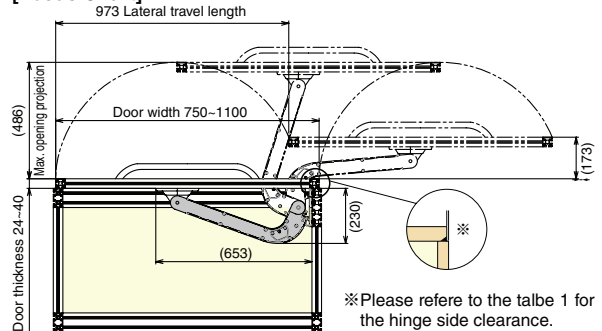 973 Lateral travel length
Max. opening projection
(486)
Door width 750~1100
(173)
(230)
(653)
Door thickness 24~40
※
※Please refere to the talbe 1 for
the hinge side clearance.